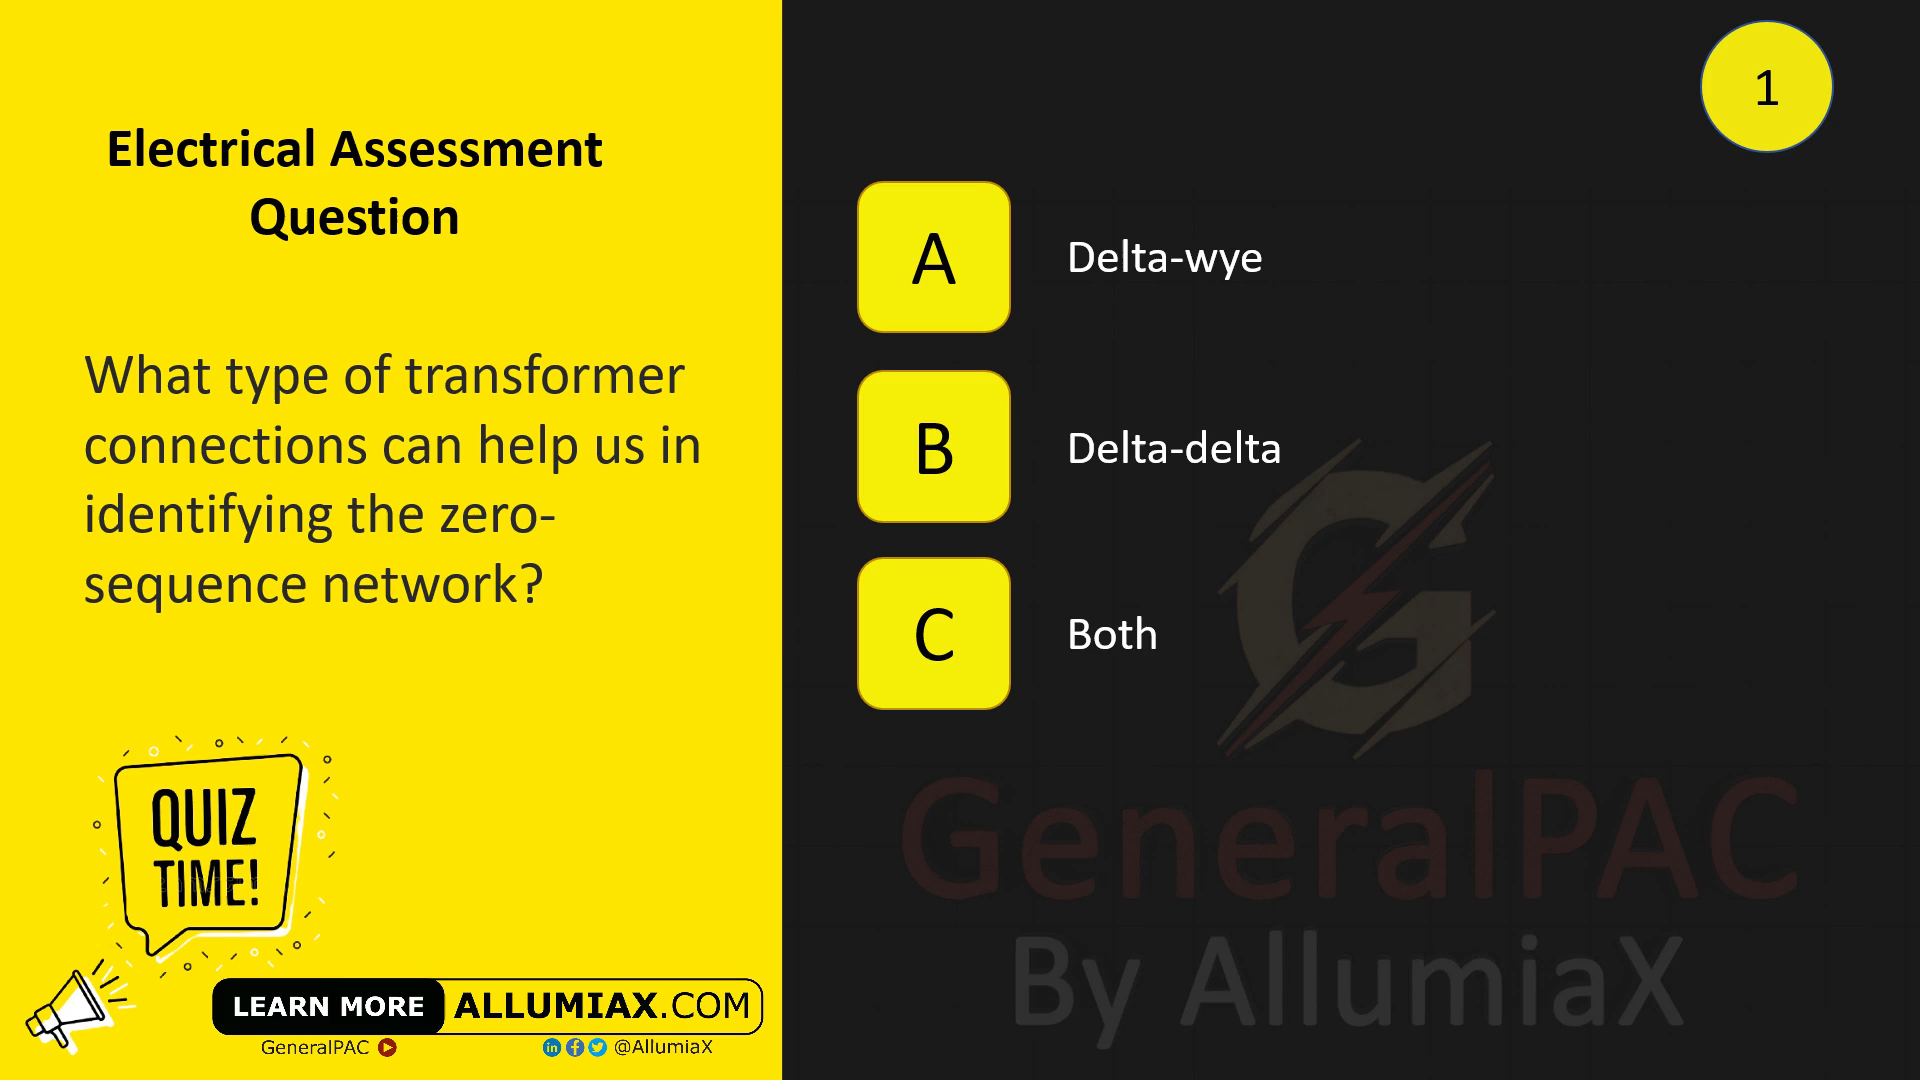 Electrical Assessment
Question
What type of transformer
connections can help us in
identifying the zero-
sequence network?
QUIZ
TIME!
LEARN MORE ALLUMIAX.COM
GeneralPAC @AllumiaX
1
A Delta-wye
B Delta-delta
C Both
GeneralPAC
By AllumiaX